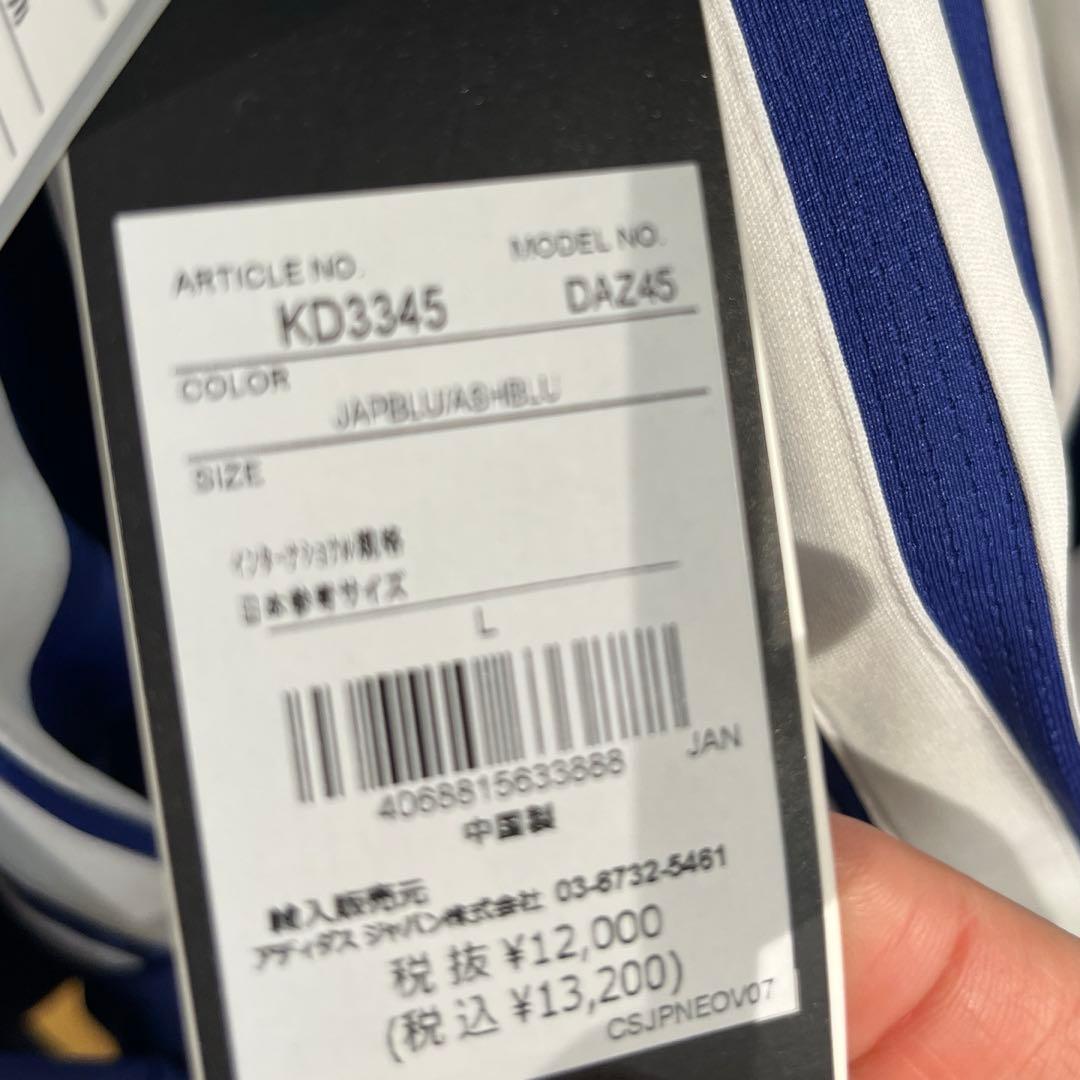 ARTICLE NO.
MODEL NO.
KD3345
DAZ45
COLOR
JAPBLU/ASHBLU
SIZE
インターナショナル規格
日本参考サイズ
L
4068815633888
JAN
中国製
輸入販売元
アディダス ジャパン株式会社 03-6732-5461
税抜 ¥12,000
(税込 ¥13,200)
CSJPNEOV07